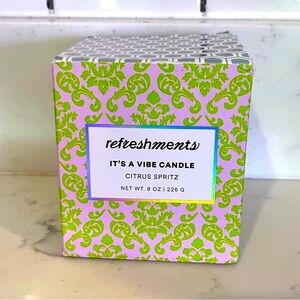 refreshments
IT'S A VIBE CANDLE
CITRUS SPRITZ
NET WT. 8 OZ | 226 G